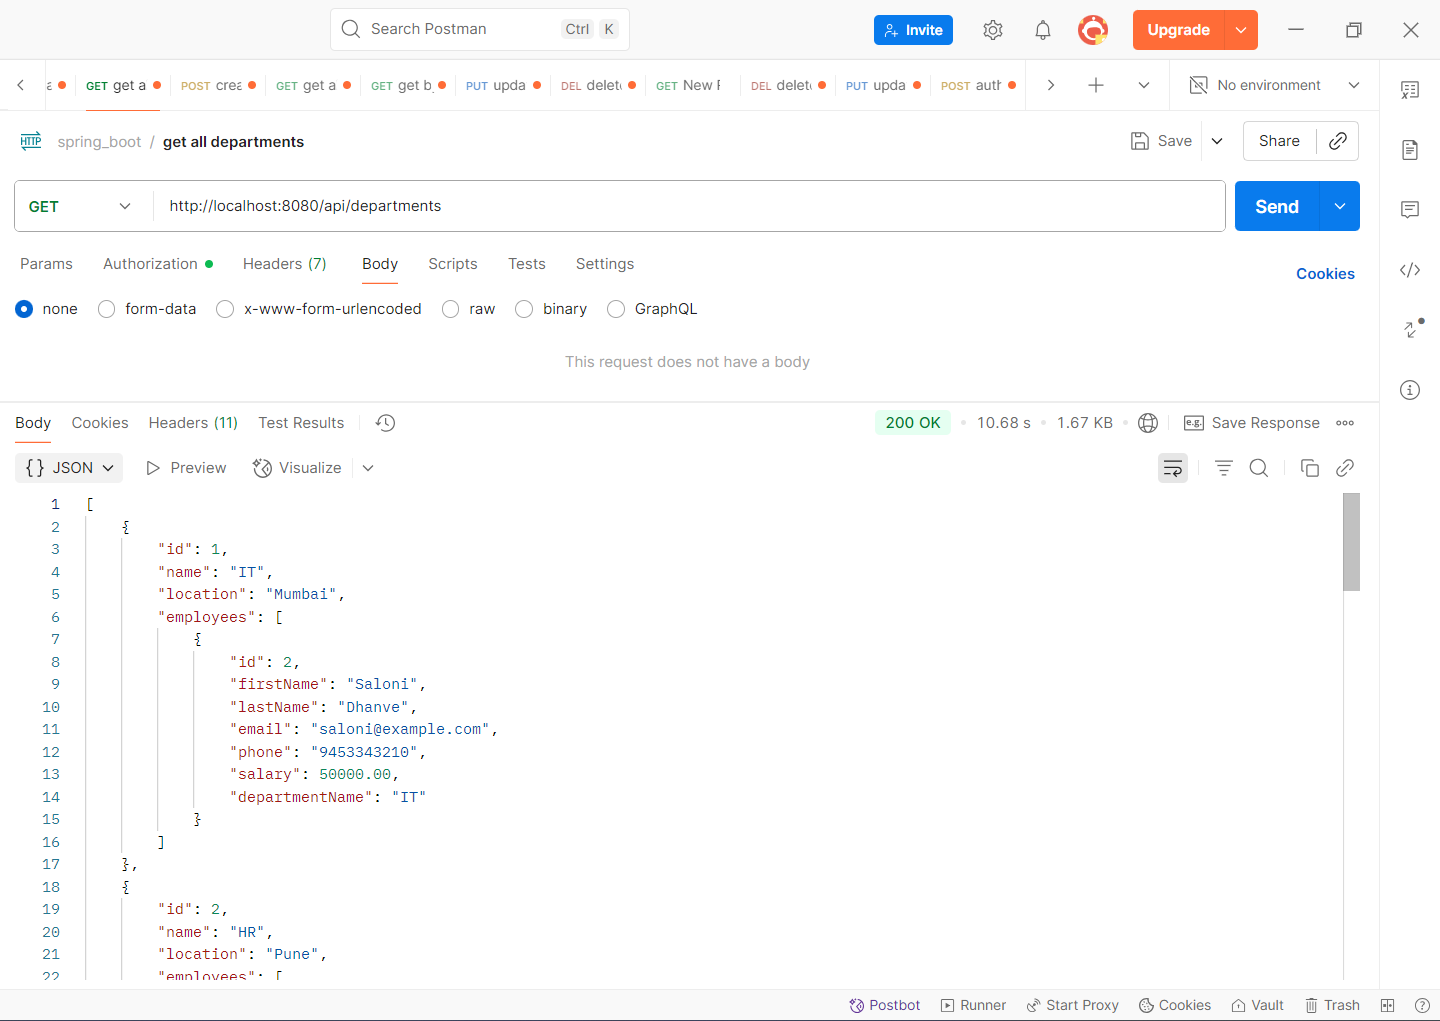 Search Postman Ctrl K Invite Upgrade
GET get a POST crea GET get a GET get b PUT upda DEL delet GET New DEL delet PUT upda POST auth No environment
HTTP spring_boot / get all departments Save Share
GET http://localhost:8080/api/departments Send
Params Authorization Headers (7) Body Scripts Tests Settings Cookies
none form-data x-www-form-urlencoded raw binary GraphQL
This request does not have a body
Body Cookies Headers (11) Test Results 200 OK 10.68 s 1.67 KB e.g. Save Response
{} JSON Preview Visualize
1 [
2 {
3 "id": 1,
4 "name": "IT",
5 "location": "Mumbai",
6 "employees": [
7 {
8 "id": 2,
9 "firstName": "Saloni",
10 "lastName": "Dhanve",
11 "email": "saloni@example.com",
12 "phone": "9453343210",
13 "salary": 50000.00,
14 "departmentName": "IT"
15 }
16 ]
17 },
18 {
19 "id": 2,
20 "name": "HR",
21 "location": "Pune",
22 "employees": [
Postbot Runner Start Proxy Cookies Vault Trash